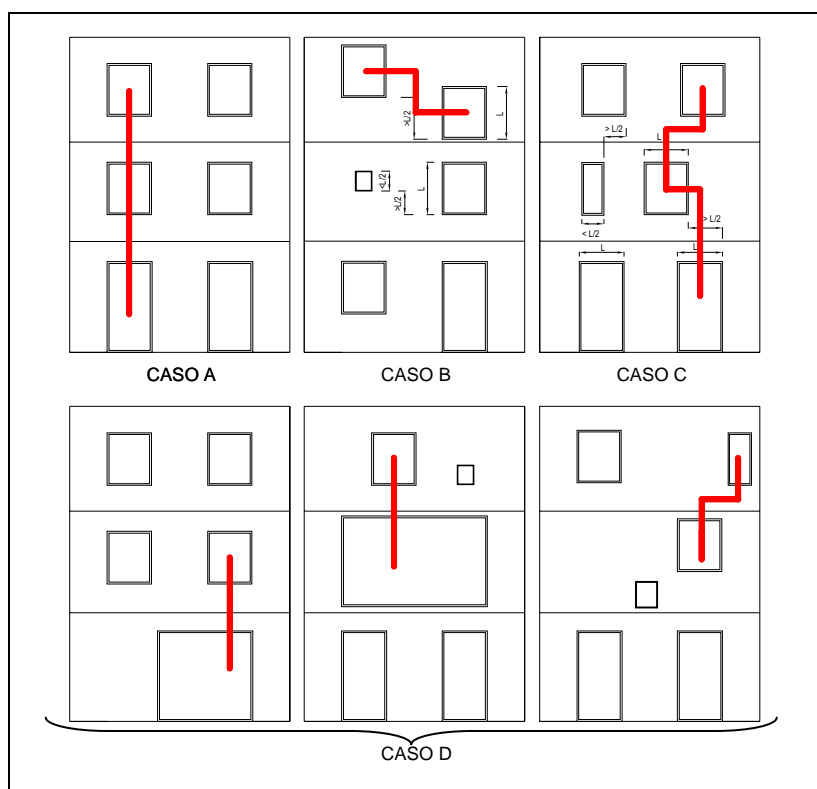 >L/2
L
<L/2
>L/2
L
> L/2
L
> L/2
< L/2
L
L
CASO A
CASO B
CASO C
CASO D